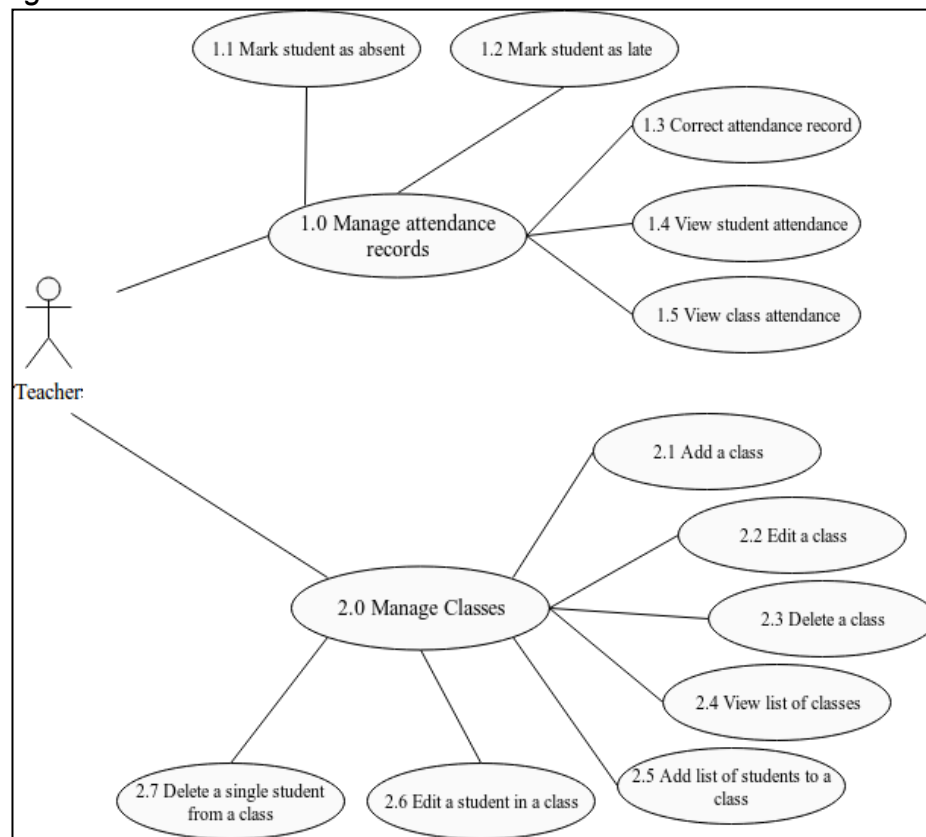 g
1.1 Mark student as absent
1.2 Mark student as late
1.3 Correct attendance record
1.0 Manage attendance
records
1.4 View student attendance
1.5 View class attendance
Teacher
2.1 Add a class
2.2 Edit a class
2.0 Manage Classes
2.3 Delete a class
2.4 View list of classes
2.5 Add list of students to a
class
2.6 Edit a student in a class
2.7 Delete a single student
from a class